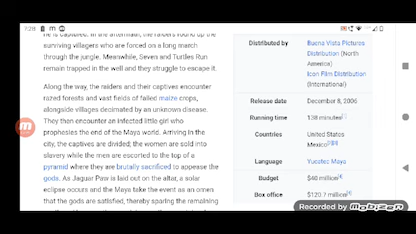 7:28
he is captured. In the aftermath, the raiders round up the
surviving villagers who are forced on a long march
through the jungle. Meanwhile, Seven and Turtles Run
remain trapped in the well and they struggle to escape it.
Along the way, the raiders and their captives encounter
razed forests and vast fields of failed maize crops,
alongside villages decimated by an unknown disease.
They then encounter an infected little girl who
prophesies the end of the Maya world. Arriving in the
city, the captives are divided; the women are sold into
slavery while the men are escorted to the top of a
pyramid where they are brutally sacrificed to appease the
gods. As Jaguar Paw is laid out on the altar, a solar
eclipse occurs and the Maya take the event as an omen
that the gods are satisfied, thereby sparing the remaining
Distributed by Buena Vista Pictures
Distribution (North
America)
Icon Film Distribution
(International)
Release date December 8, 2006
Running time 138 minutes
Countries United States
Mexico
Language Yucatec Maya
Budget $40 million
Box office $120.7 million
Recorded by Mobizen